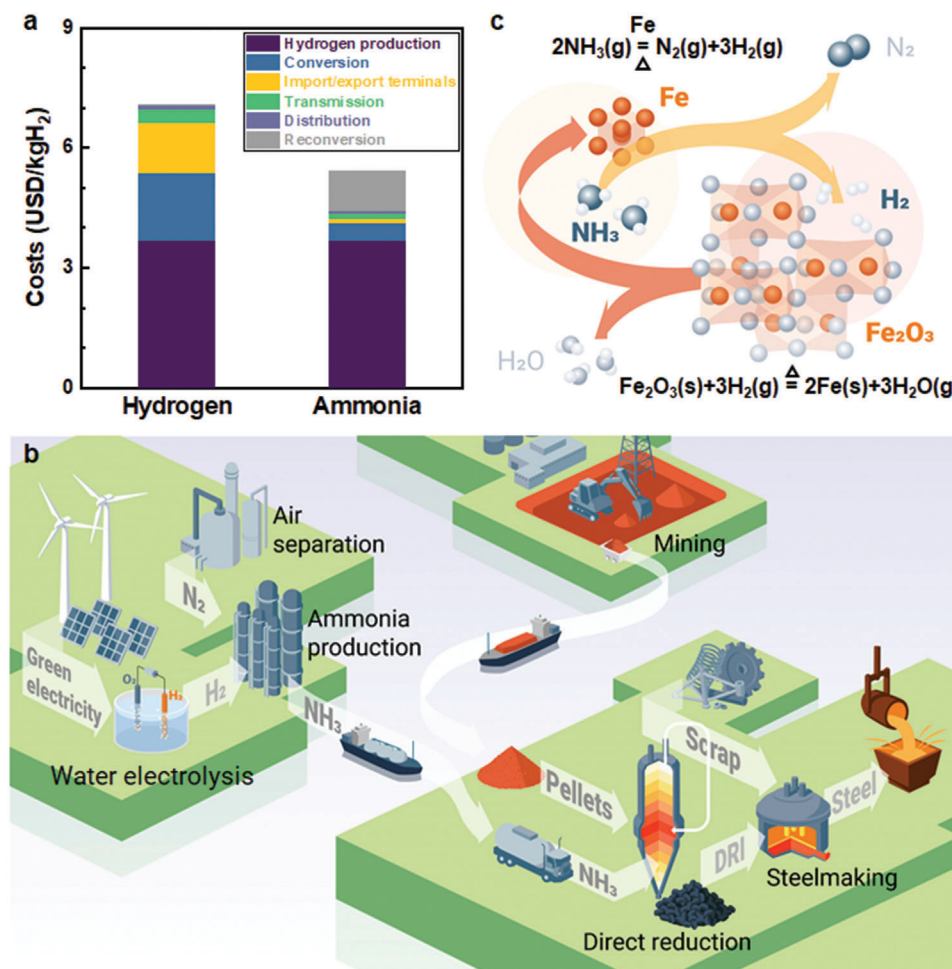 a
9
6
3
0
Costs (USD/kgH₂)
Hydrogen production
Conversion
Import/export terminals
Transmission
Distribution
Reconversion
Hydrogen
Ammonia
c
Fe
2NH₃(g) = N₂(g)+3H₂(g)
Δ
N₂
Fe
NH₃
H₂
Fe₂O₃
H₂O
Δ
Fe₂O₃(s)+3H₂(g) = 2Fe(s)+3H₂O(g
b
Air
separation
Mining
N₂
Ammonia
production
Green
electricity
O₂
H₂
H₂
NH₃
Water electrolysis
Pellets
Scrap
Steel
NH₃
DRI
Steelmaking
Direct reduction